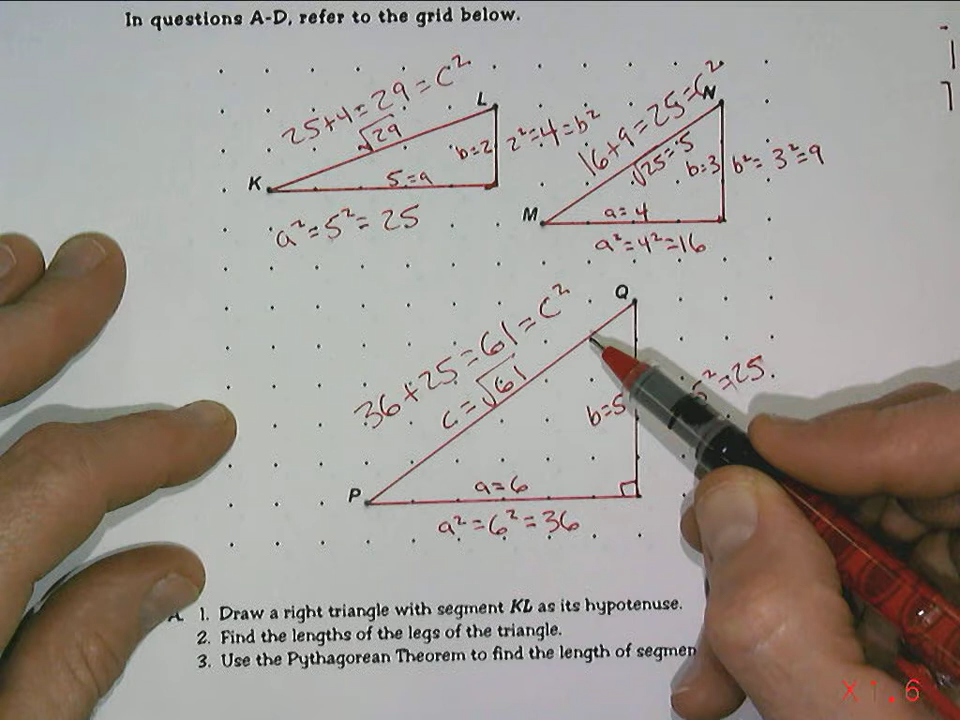 In questions A-D, refer to the grid below.
25+4=29=c²
√29
L
b=2
2²=4=b²
K
5=a
a²=5²=25
16+9=25=c²
N
√25=5
b=3
b²=3²=9
M
a=4
a²=4²=16
36+25=61=c²
c=√61
Q
b=5
5²=25
P
a=6
a²=6²=36
A 1. Draw a right triangle with segment KL as its hypotenuse.
2. Find the lengths of the legs of the triangle.
3. Use the Pythagorean Theorem to find the length of
X1.6